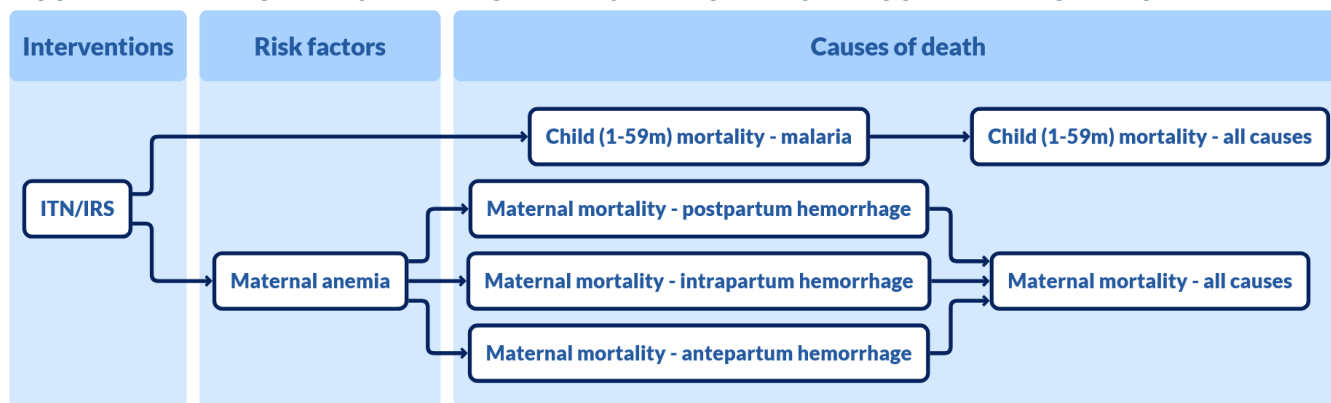 Interventions
Risk factors
Causes of death
Child (1-59m) mortality - malaria
Child (1-59m) mortality - all causes
ITN/IRS
Maternal mortality - postpartum hemorrhage
Maternal anemia
Maternal mortality - intrapartum hemorrhage
Maternal mortality - all causes
Maternal mortality - antepartum hemorrhage